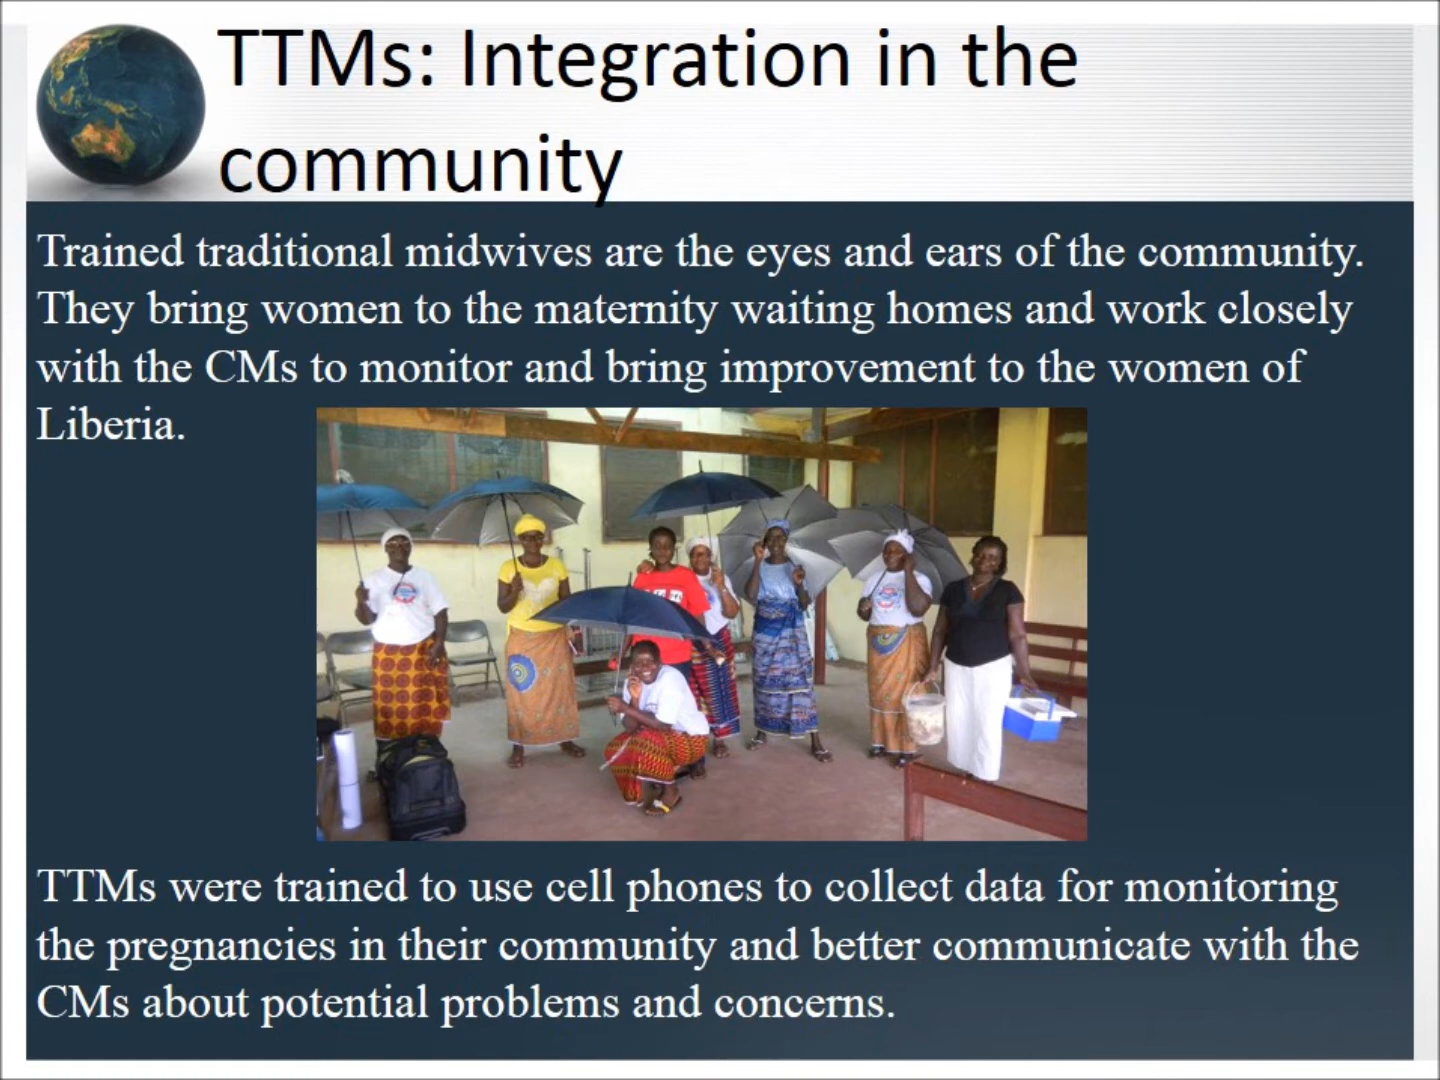 TTMs: Integration in the
community
Trained traditional midwives are the eyes and ears of the community.
They bring women to the maternity waiting homes and work closely
with the CMs to monitor and bring improvement to the women of
Liberia.
TTMs were trained to use cell phones to collect data for monitoring
the pregnancies in their community and better communicate with the
CMs about potential problems and concerns.